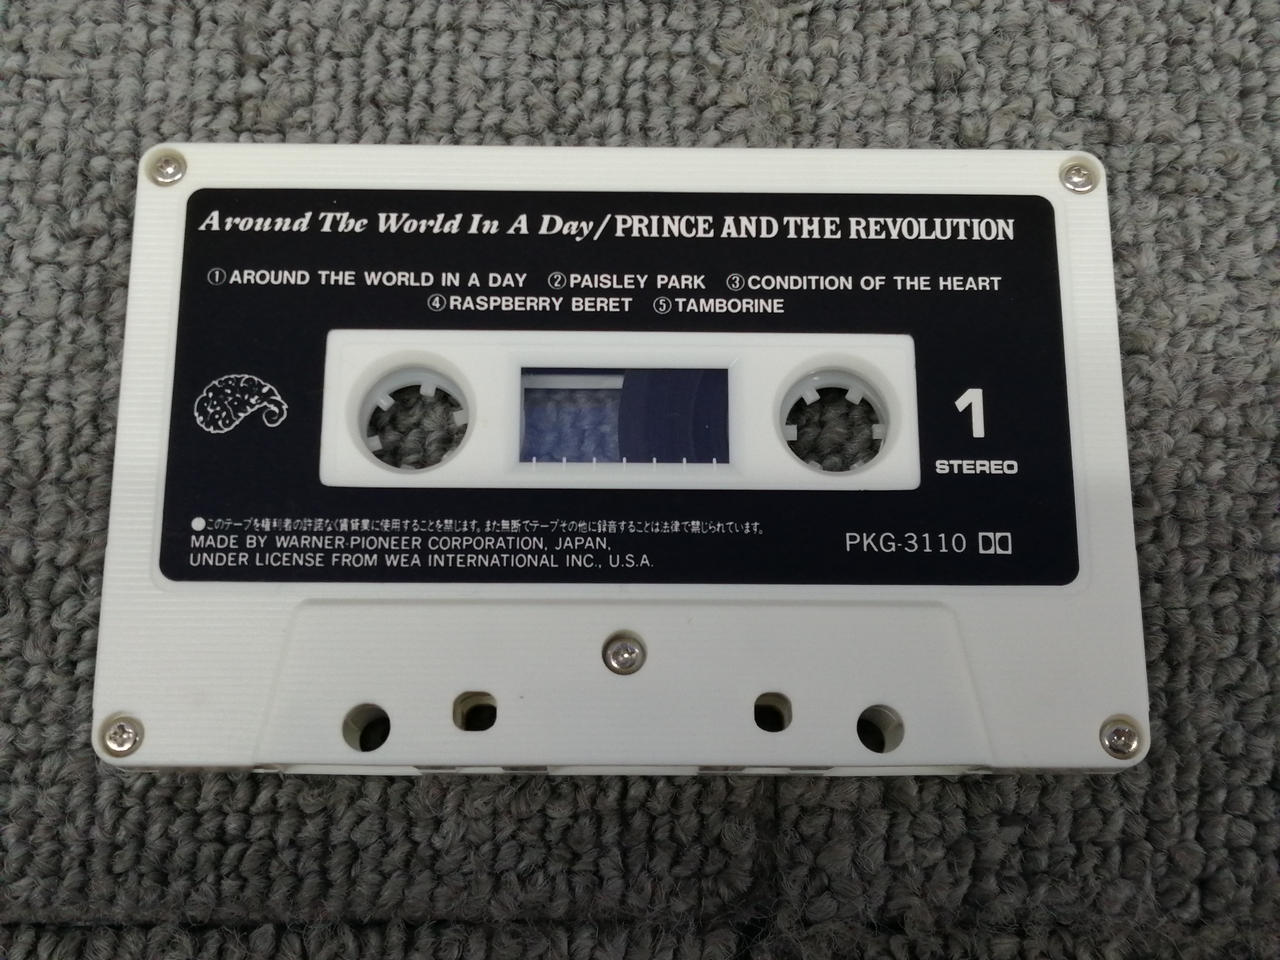 Around The World In A Day/PRINCE AND THE REVOLUTION
①AROUND THE WORLD IN A DAY ②PAISLEY PARK ③CONDITION OF THE HEART
④RASPBERRY BERET ⑤TAMBORINE
1
STEREO
●このテープを権利者の許諾なく賃貸業に使用することを禁じます。また無断でテープその他に録音することは法律で禁じられています。
MADE BY WARNER-PIONEER CORPORATION, JAPAN,
UNDER LICENSE FROM WEA INTERNATIONAL INC., U.S.A.
PKG-3110